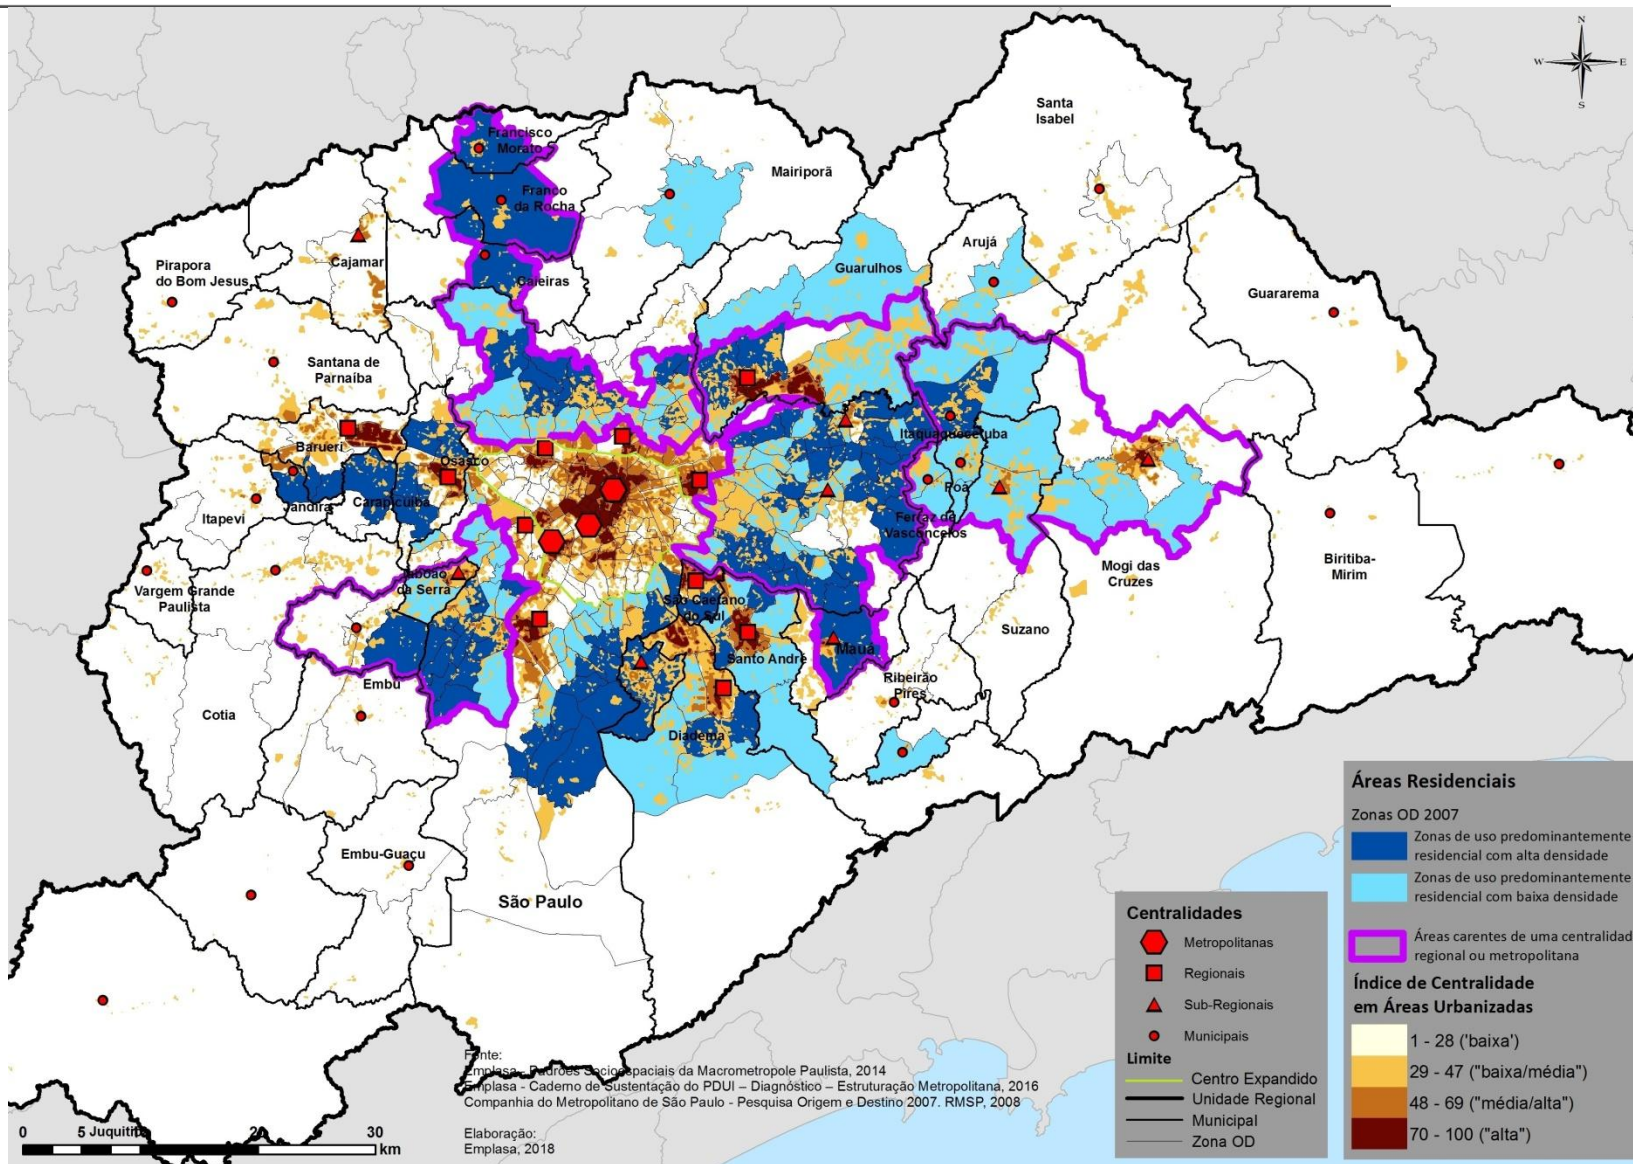 N
W E
S
Santa
Isabel
Francisco
Morato
Mairiporã
Franco
da Rocha
Arujá
Cajamar
Pirapora
do Bom Jesus
Caieiras
Guarulhos
Guararema
Santana de
Parnaíba
Barueri
Itaquaquecetuba
Osasco
Carapicuiba
Poá
Jandira
Itapevi
Ferraz de
Vasconcelos
Mogi das
Cruzes
Biritiba-
Mirim
Taboão
da Serra
Vargem Grande
Paulista
São Caetano
do Sul
Suzano
Mauá
Santo André
Ribeirão
Pires
Embu
Cotia
Diadema
Embu-Guaçu
São Paulo
Juquitiba
Áreas Residenciais
Zonas OD 2007
Zonas de uso predominantemente
residencial com alta densidade
Zonas de uso predominantemente
residencial com baixa densidade
Áreas carentes de uma centralidad
regional ou metropolitana
Índice de Centralidade
em Áreas Urbanizadas
1 - 28 ('baixa')
29 - 47 ("baixa/média")
48 - 69 ("média/alta")
70 - 100 ("alta")
Centralidades
Metropolitanas
Regionais
Sub-Regionais
Municipais
Limite
Centro Expandido
Unidade Regional
Municipal
Zona OD
Fonte:
Emplasa - Padrões Socioespaciais da Macrometropole Paulista, 2014
Emplasa - Caderno de Sustentação do PDUI – Diagnóstico – Estruturação Metropolitana, 2016
Companhia do Metropolitano de São Paulo - Pesquisa Origem e Destino 2007. RMSP, 2008
Elaboração:
Emplasa, 2018
0 5 20 30
km